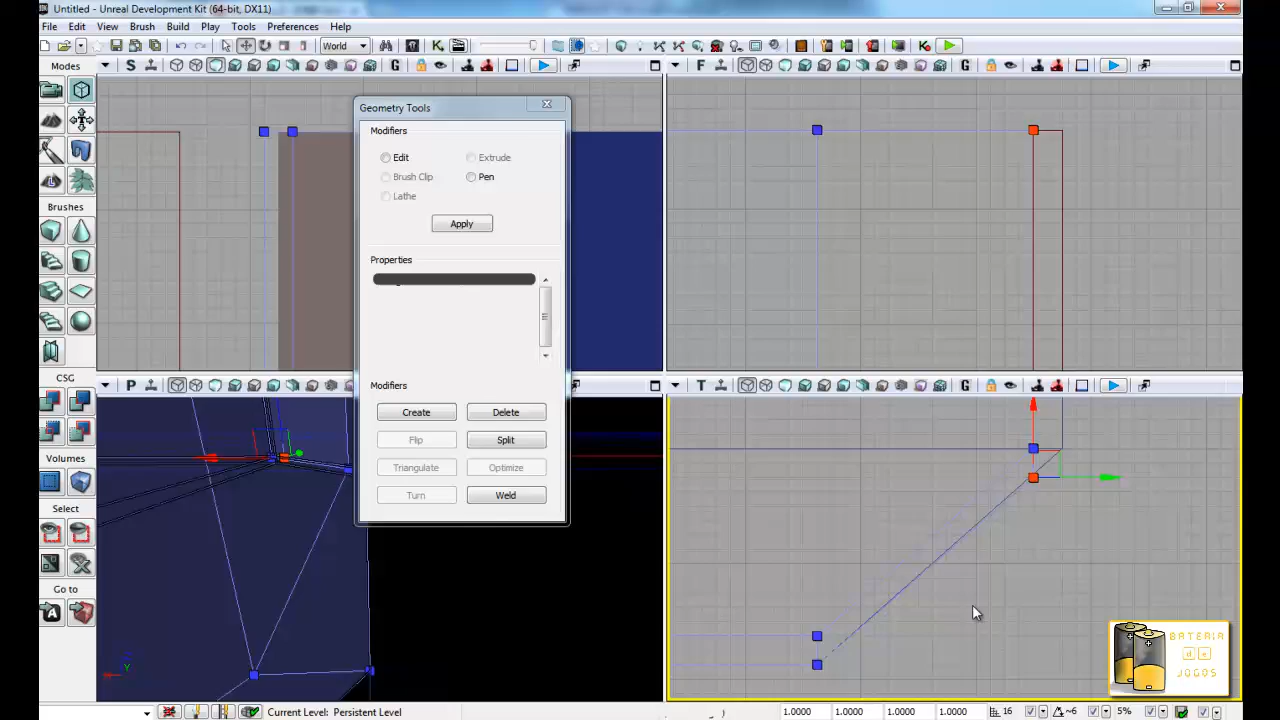 Untitled - Unreal Development Kit (64-bit, DX11)
File Edit View Brush Build Play Tools Preferences Help
World
Modes
S G
F G
Geometry Tools
Modifiers
Edit Extrude
Brush Clip Pen
Lathe
Apply
Brushes
Properties
CSG
P
T G
Modifiers
Create Delete
Flip Split
Triangulate Optimize
Turn Weld
Volumes
Select
Go to
Y
BATERIA
de
JOGOS
Current Level: Persistent Level
1.0000 1.0000 1.0000 1.0000 16 ~6 5%